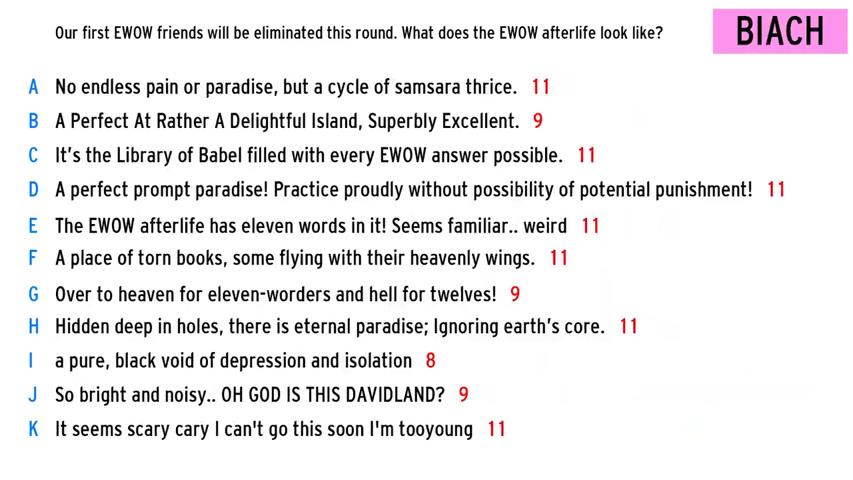 Our first EWOW friends will be eliminated this round. What does the EWOW afterlife look like?
BIACH
A No endless pain or paradise, but a cycle of samsara thrice. 11
B A Perfect At Rather A Delightful Island, Superbly Excellent. 9
C It's the Library of Babel filled with every EWOW answer possible. 11
D A perfect prompt paradise! Practice proudly without possibility of potential punishment! 11
E The EWOW afterlife has eleven words in it! Seems familiar.. weird 11
F A place of torn books, some flying with their heavenly wings. 11
G Over to heaven for eleven-worders and hell for twelves! 9
H Hidden deep in holes, there is eternal paradise; Ignoring earth's core. 11
I a pure, black void of depression and isolation 8
J So bright and noisy.. OH GOD IS THIS DAVIDLAND? 9
K It seems scary cary I can't go this soon I'm tooyoung 11